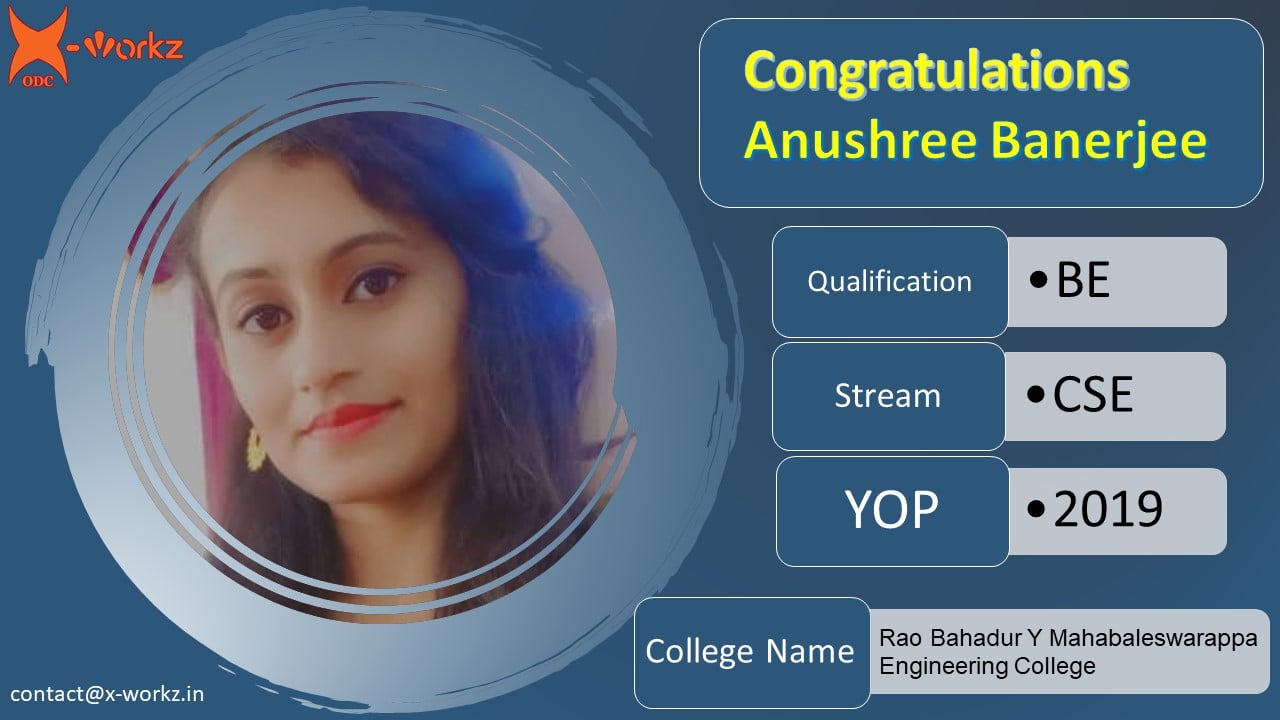 X-workz
ODC
Congratulations
Anushree Banerjee
Qualification
•BE
Stream
•CSE
YOP
•2019
College Name
Rao Bahadur Y Mahabaleswarappa
Engineering College
contact@x-workz.in